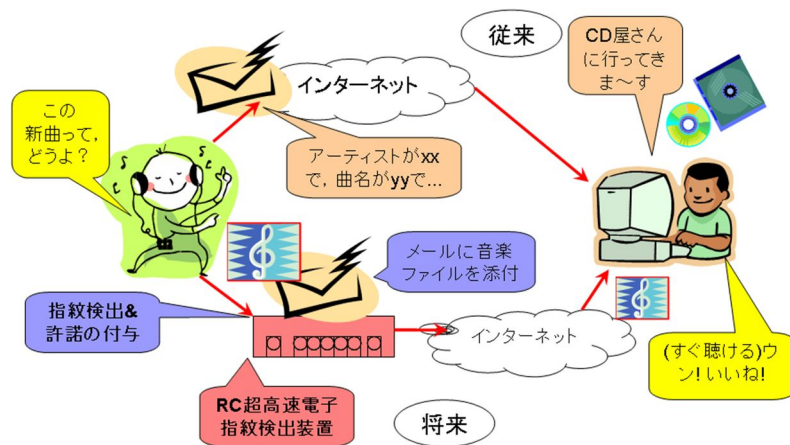 従来
CD屋さん
に行ってき
ま～す
インターネット
この
新曲って,
どうよ？
アーティストがxx
で, 曲名がyyで…
メールに音楽
ファイルを添付
指紋検出&
許諾の付与
インターネット
(すぐ聴ける)ウ
ン! いいね!
RC超高速電子
指紋検出装置
将来